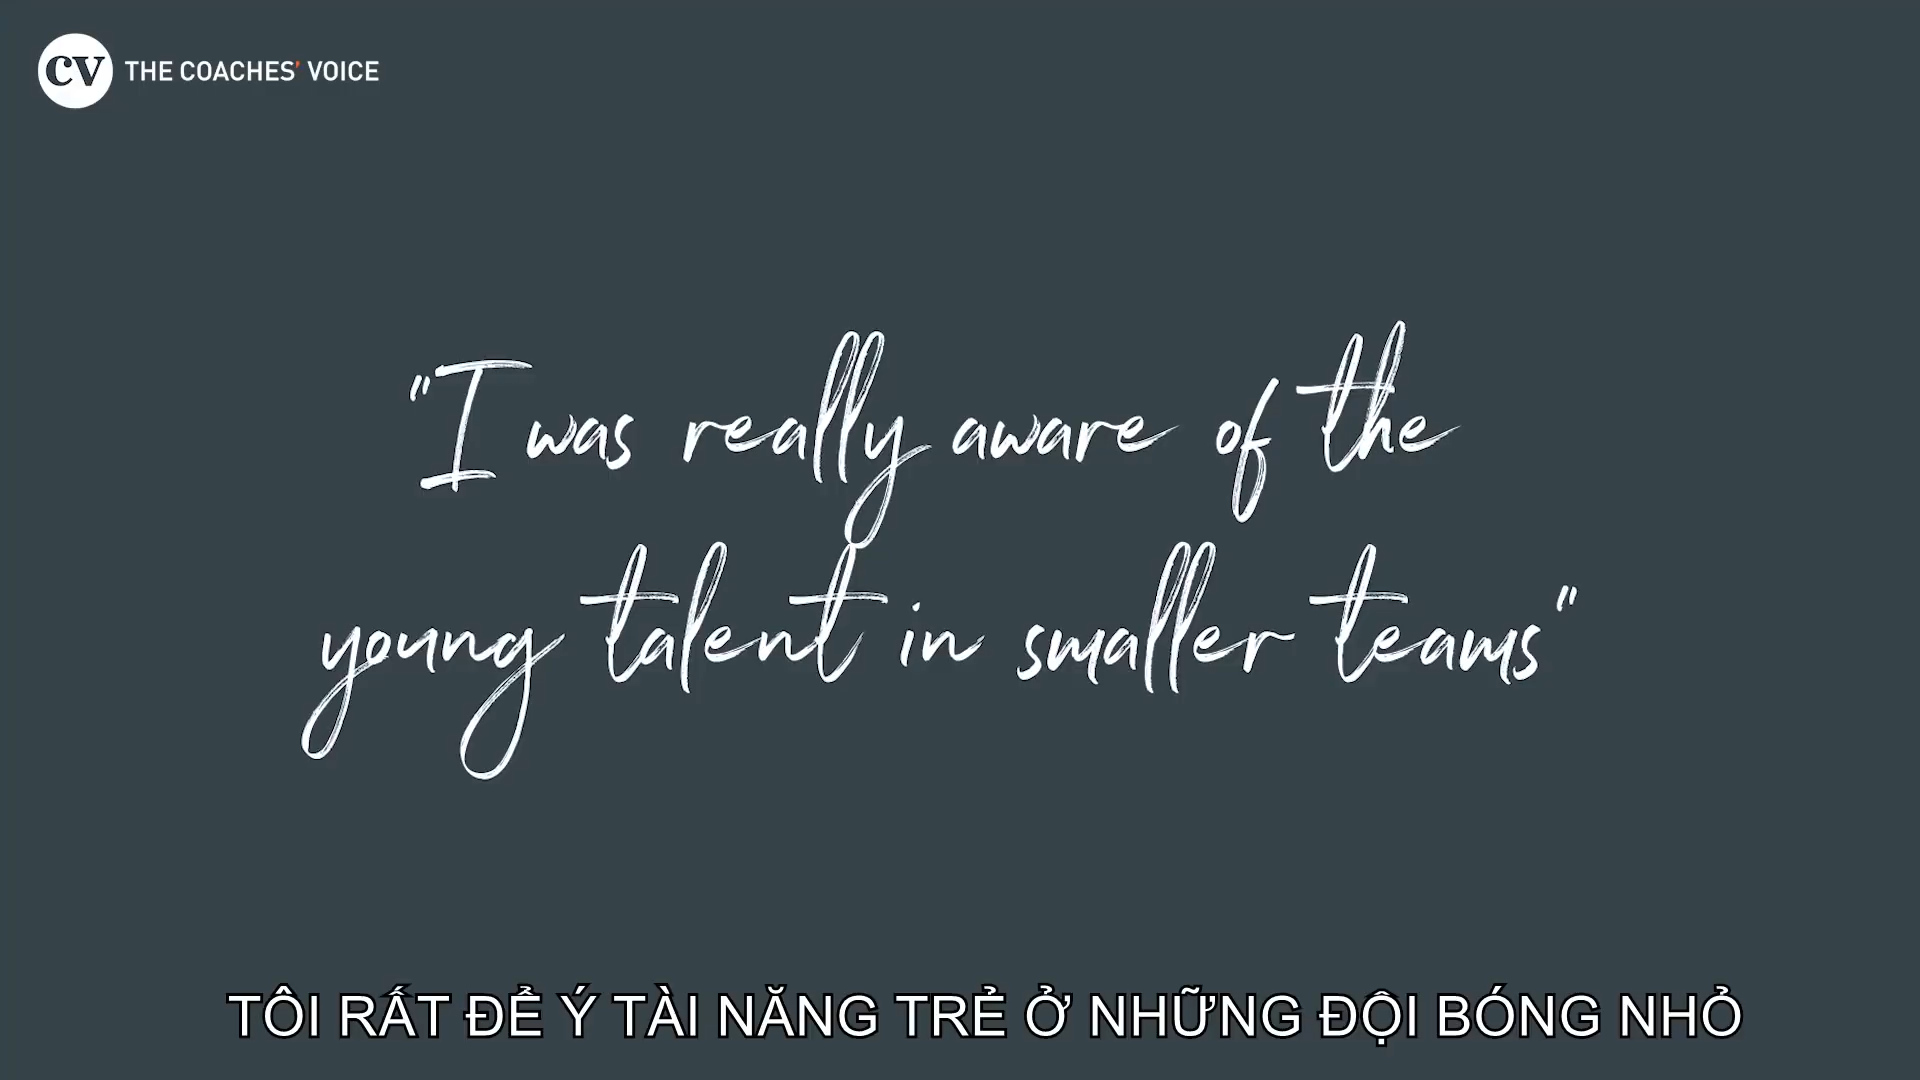 CV THE COACHES' VOICE
"I was really aware of the
young talent in smaller teams"
TÔI RẤT ĐỂ Ý TÀI NĂNG TRẺ Ở NHỮNG ĐỘI BÓNG NHỎ